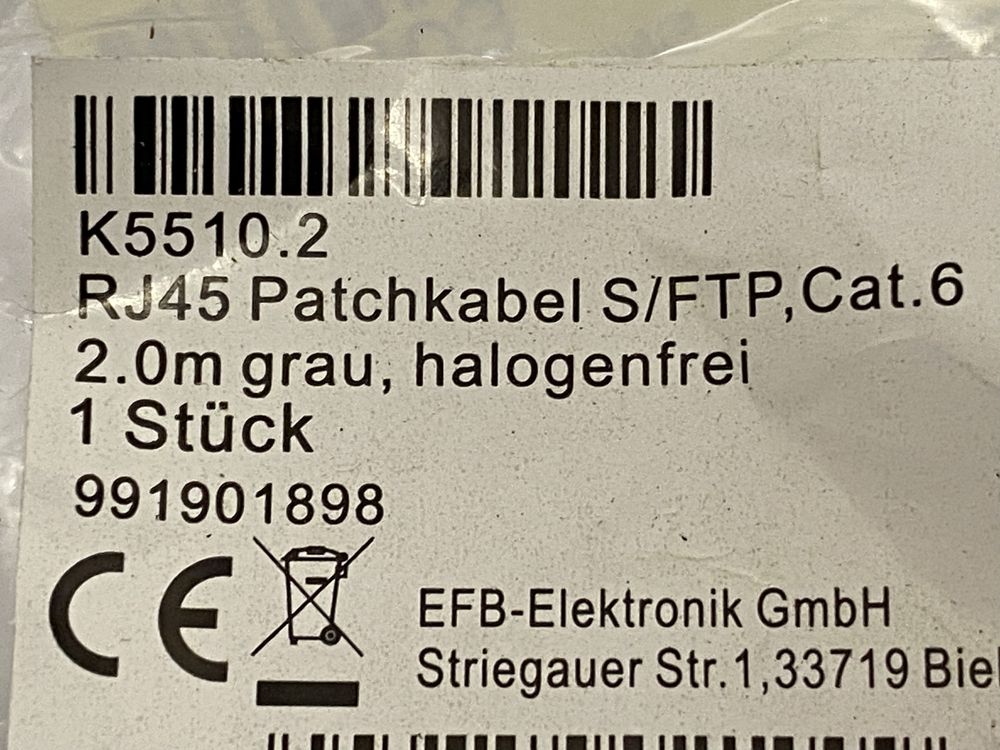 K5510.2
RJ45 Patchkabel S/FTP,Cat.6
2.0m grau, halogenfrei
1 Stück
991901898
CE
EFB-Elektronik GmbH
Striegauer Str.1,33719 Biel